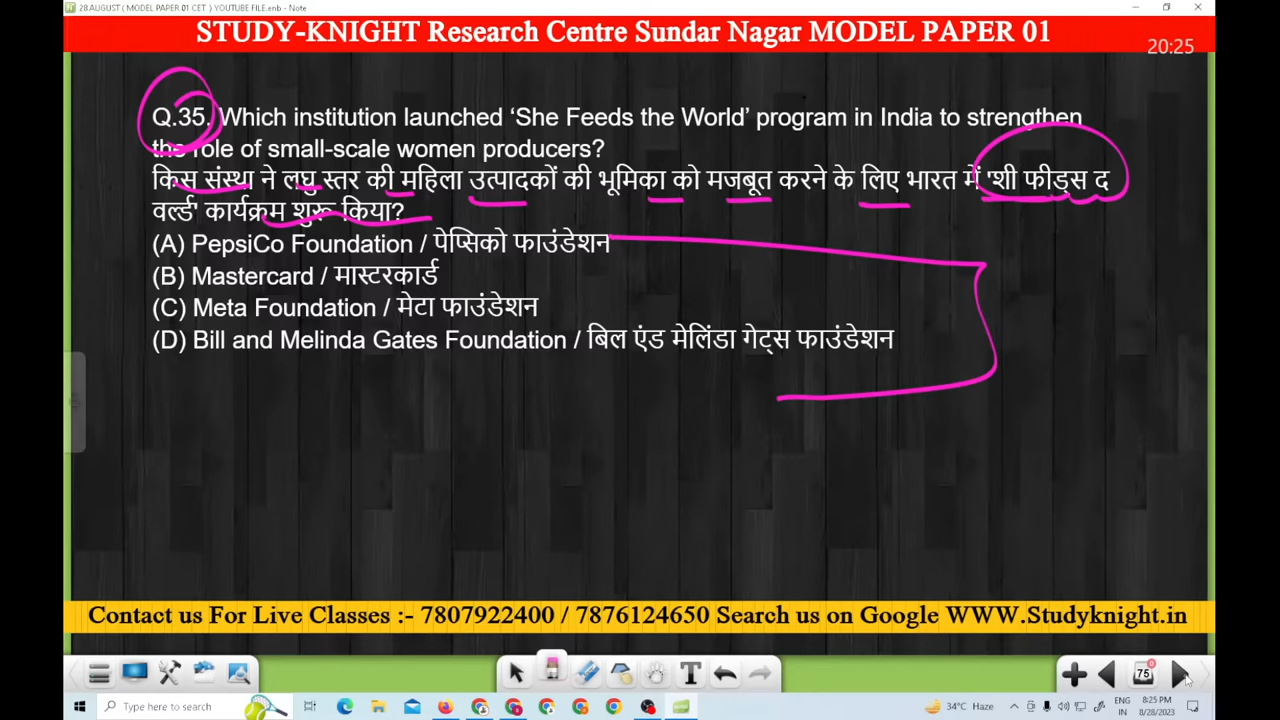 28.AUGUST ( MODEL PAPER 01 CET ) YOUTUBE FILE.enb - Note
STUDY-KNIGHT Research Centre Sundar Nagar MODEL PAPER 01
20:25
Q.35. Which institution launched ‘She Feeds the World’ program in India to strengthen
the role of small-scale women producers?
किस संस्था ने लघु स्तर की महिला उत्पादकों की भूमिका को मजबूत करने के लिए भारत में 'शी फीड्स द
वर्ल्ड' कार्यक्रम शुरू किया?
(A) PepsiCo Foundation / पेप्सिको फाउंडेशन
(B) Mastercard / मास्टरकार्ड
(C) Meta Foundation / मेटा फाउंडेशन
(D) Bill and Melinda Gates Foundation / बिल एंड मेलिंडा गेट्स फाउंडेशन
Contact us For Live Classes :- 7807922400 / 7876124650 Search us on Google WWW.Studyknight.in
T
75
0
Type here to search
34°C Haze
ENG
IN
8:25 PM
8/28/2023